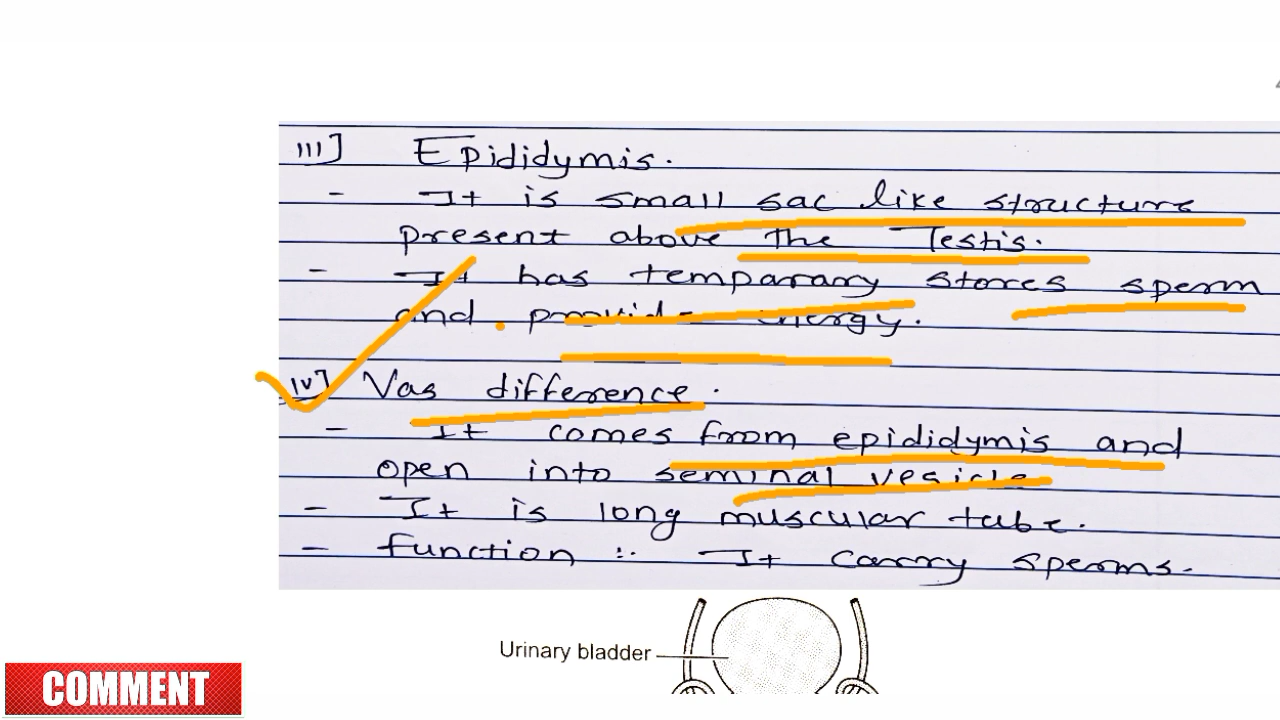 III] Epididymis.
- It is small sac like structure
present above the Testis.
- It has temparary stores sperm
and provide energy.
IV] Vas difference.
- It comes from epididymis and
open into seminal vesicle
- It is long muscular tube.
- function :- It carry sperms.
Urinary bladder
COMMENT